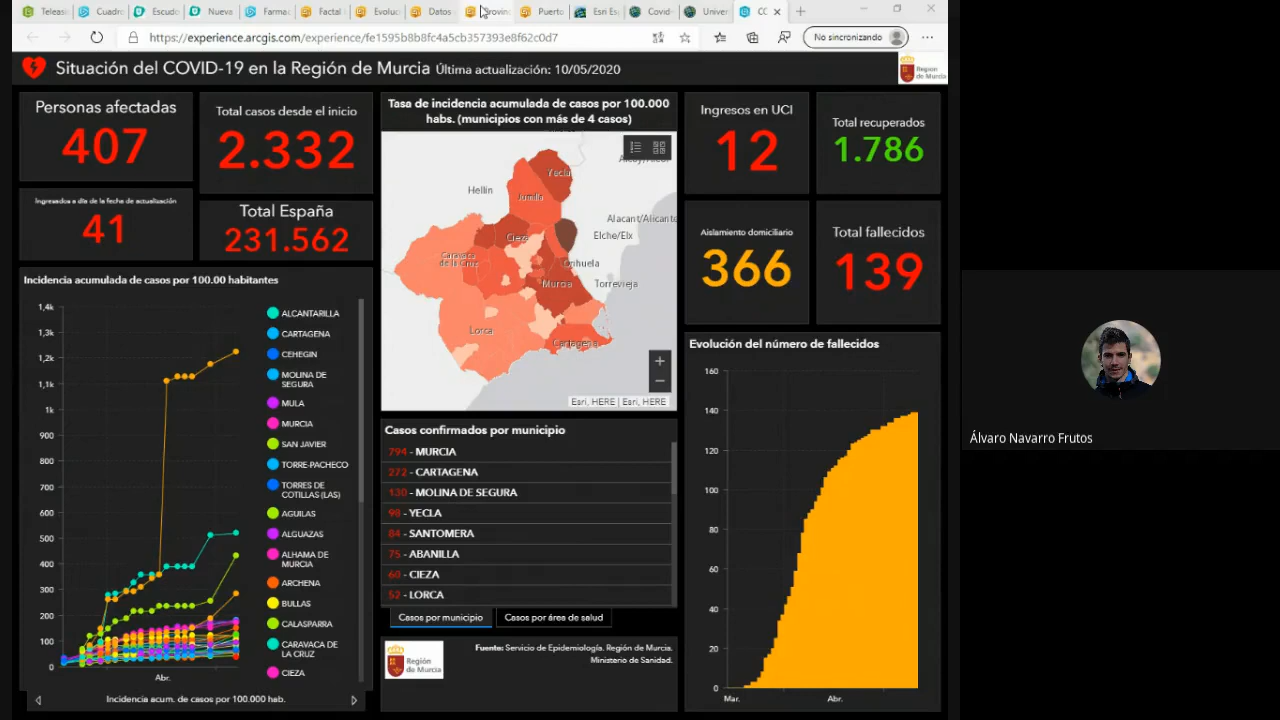 Teleasi
Cuadro
Escud
Nueva
Farmac
Factal
Evoluc
Datos
Provin
Puerto
Esri Es
Covid-
Univer
CC
https://experience.arcgis.com/experience/fe1595b8b8fc4a5cb357393e8f62c0d7
No sincronizando
Situación del COVID-19 en la Región de Murcia Última actualización: 10/05/2020
Región
de Murcia
Personas afectadas
407
Total casos desde el inicio
2.332
Ingresados a día de la fecha de actualización
41
Total España
231.562
Incidencia acumulada de casos por 100.00 habitantes
1,4k
1,3k
1,2k
1,1k
1k
900
800
700
600
500
400
300
200
100
0
Abr.
ALCANTARILLA
CARTAGENA
CEHEGIN
MOLINA DE
SEGURA
MULA
MURCIA
SAN JAVIER
TORRE-PACHECO
TORRES DE
COTILLAS (LAS)
AGUILAS
ALGUAZAS
ALHAMA DE
MURCIA
ARCHENA
BULLAS
CALASPARRA
CARAVACA DE
LA CRUZ
CIEZA
Incidencia acum. de casos por 100.000 hab.
Tasa de incidencia acumulada de casos por 100.000
habs. (municipios con más de 4 casos)
Yecla
Hellín
Jumilla
Alacant/Alicante
Cieza
Elche/Elx
Caravaca
de la Cruz
Orihuela
Murcia
Torrevieja
Lorca
Cartagena
Esri, HERE | Esri, HERE
Casos confirmados por municipio
794 - MURCIA
272 - CARTAGENA
130 - MOLINA DE SEGURA
98 - YECLA
84 - SANTOMERA
75 - ABANILLA
60 - CIEZA
52 - LORCA
Casos por municipio
Casos por área de salud
Región
de Murcia
Fuente: Servicio de Epidemiología. Región de Murcia.
Ministerio de Sanidad.
Ingresos en UCI
12
Total recuperados
1.786
Aislamiento domiciliario
366
Total fallecidos
139
Evolución del número de fallecidos
160
140
120
100
80
60
40
20
0
Mar.
Abr.
Álvaro Navarro Frutos